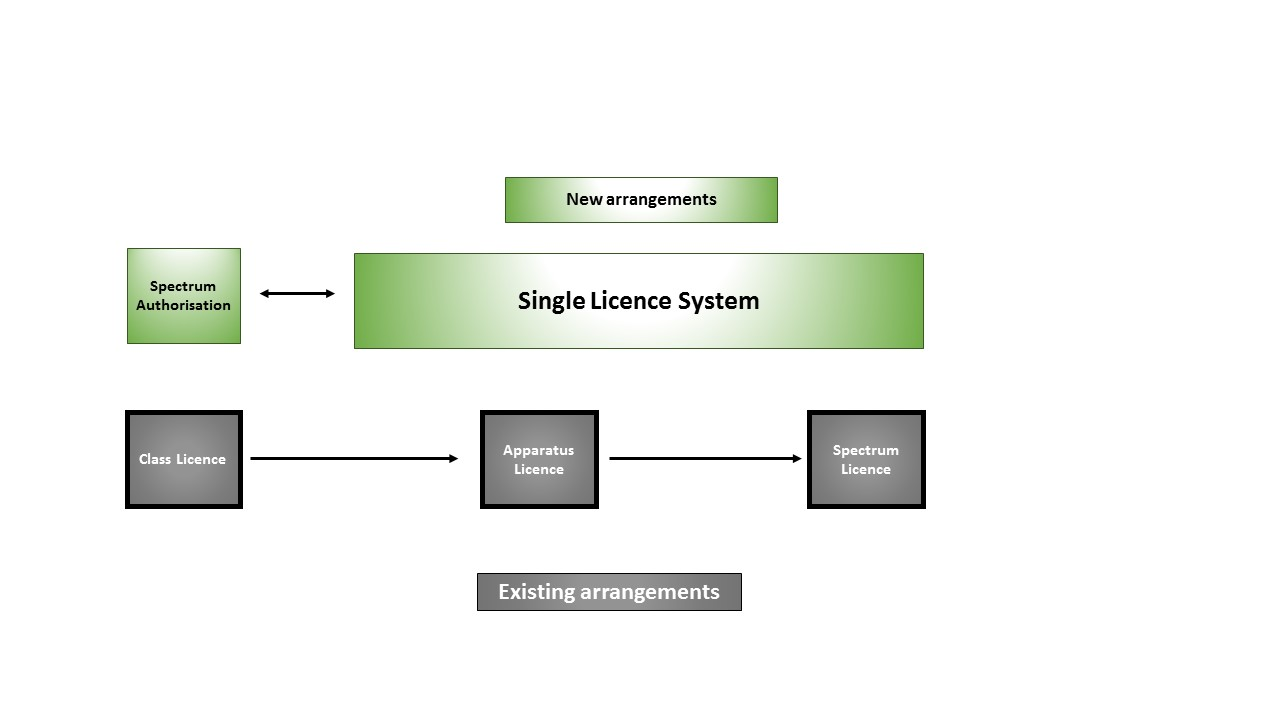 New arrangements
Spectrum
Authorisation
Single Licence System
Class Licence
Apparatus
Licence
Spectrum
Licence
Existing arrangements